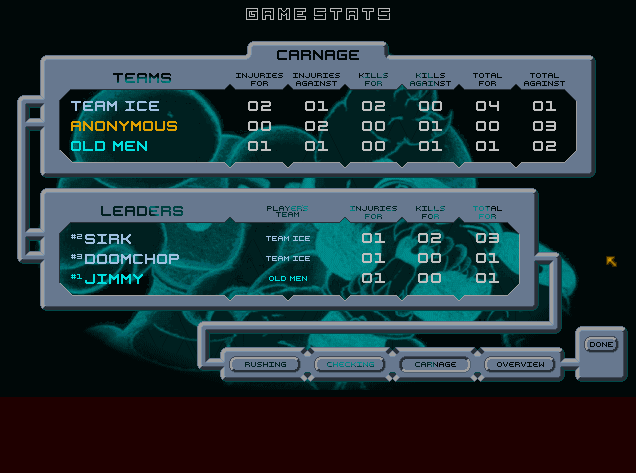 GAME STATS
CARNAGE
TEAMS INJURIES FOR INJURIES AGAINST KILLS FOR KILLS AGAINST TOTAL FOR TOTAL AGAINST
TEAM ICE 02 01 02 00 04 01
ANONYMOUS 00 02 00 01 00 03
OLD MEN 01 01 00 01 01 02
LEADERS PLAYERS TEAM INJURIES FOR KILLS FOR TOTAL FOR
#2 SIRK TEAM ICE 01 02 03
#3 DOOMCHOP TEAM ICE 01 00 01
#1 JIMMY OLD MEN 01 00 01
DONE
RUSHING CHECKING CARNAGE OVERVIEW